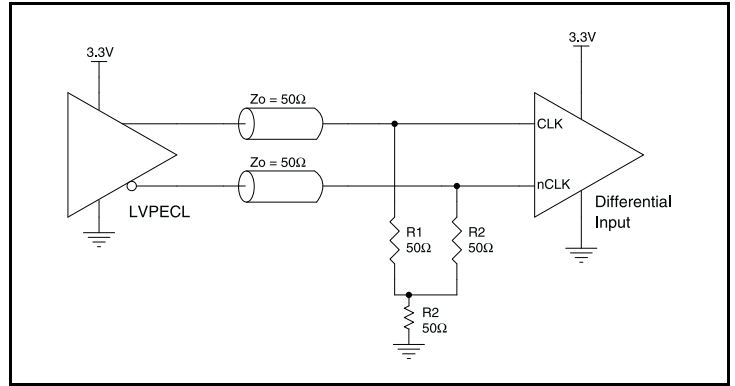 3.3V
3.3V
Zo = 50Ω
CLK
Zo = 50Ω
nCLK
LVPECL
Differential
Input
R1
50Ω
R2
50Ω
R2
50Ω